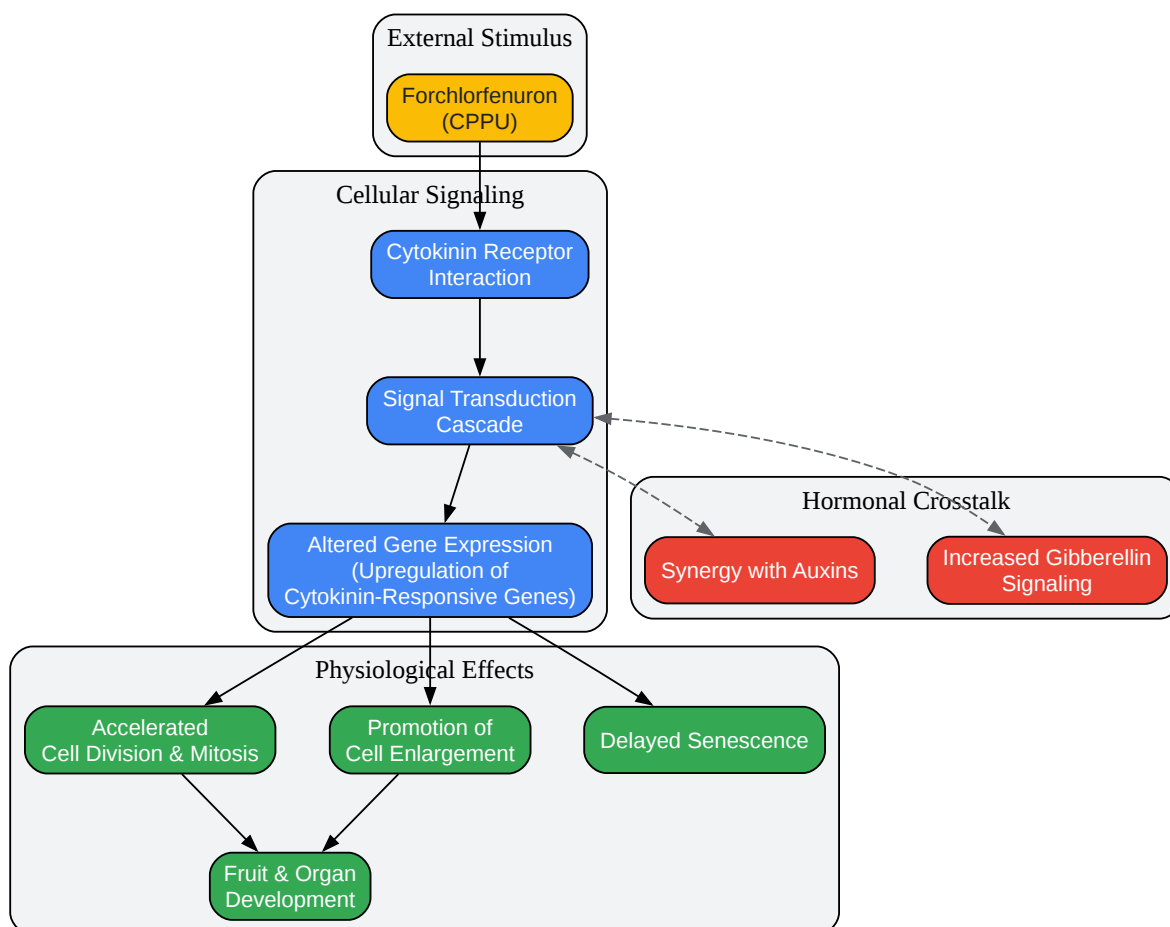 External Stimulus
Forchlorfenuron
(CPPU)
Cellular Signaling
Cytokinin Receptor
Interaction
Signal Transduction
Cascade
Hormonal Crosstalk
Altered Gene Expression
(Upregulation of
Cytokinin-Responsive Genes)
Synergy with Auxins
Increased Gibberellin
Signaling
Physiological Effects
Accelerated
Cell Division & Mitosis
Promotion of
Cell Enlargement
Delayed Senescence
Fruit & Organ
Development